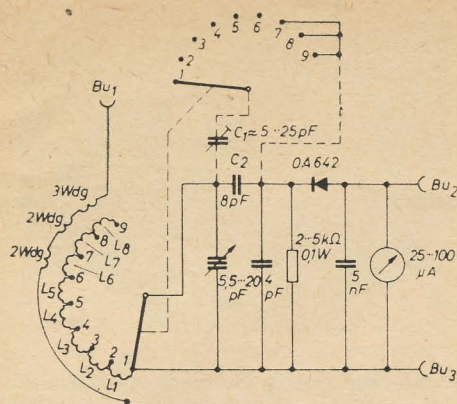 1
2
3
4
5
6
7
8
9
Bu1
C1≈5-25pF
C2
8pF
0A642
Bu2
3Wdg
2Wdg
2Wdg
9
8
L8
7
L7
6
L6
L5
5
L4
4
L3
3
L2
2
L1
1
5,5-20
pF
4
pF
2-5kΩ
0,1W
5
nF
25-100
μA
Bu3